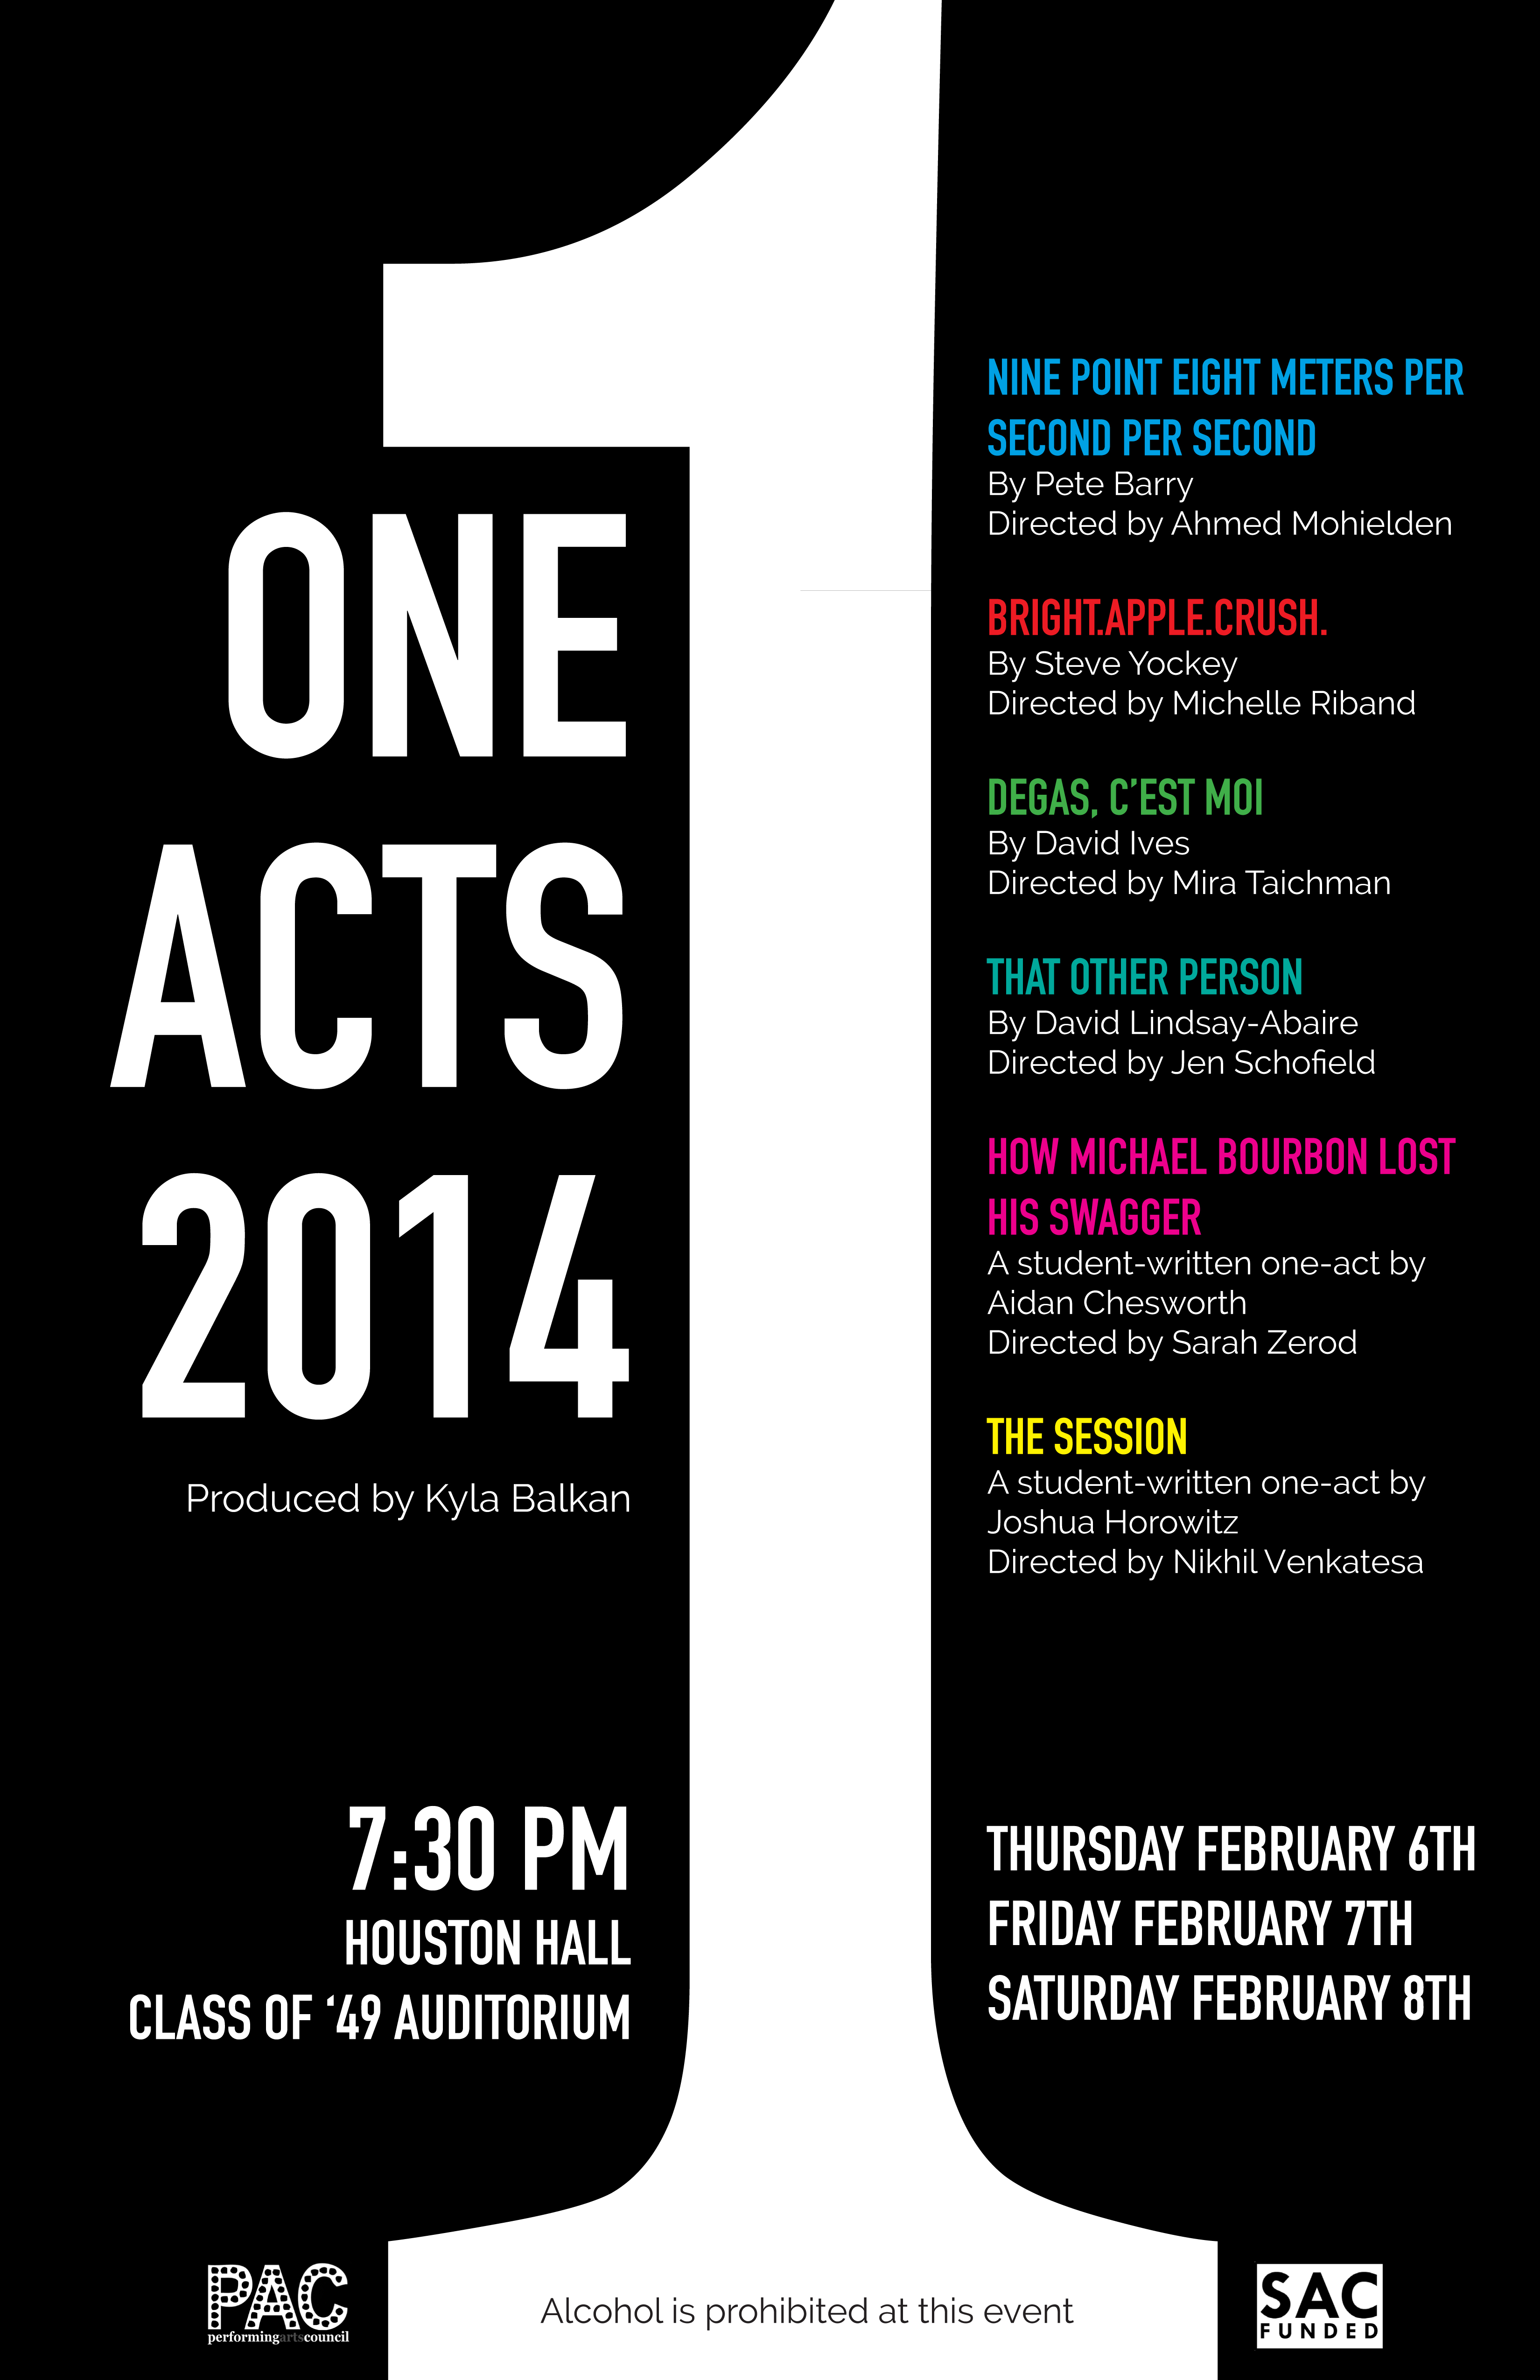 1
ONE
ACTS
2014
Produced by Kyla Balkan
NINE POINT EIGHT METERS PER
SECOND PER SECOND
By Pete Barry
Directed by Ahmed Mohielden
BRIGHT.APPLE.CRUSH.
By Steve Yockey
Directed by Michelle Riband
DEGAS, C'EST MOI
By David Ives
Directed by Mira Taichman
THAT OTHER PERSON
By David Lindsay-Abaire
Directed by Jen Schofield
HOW MICHAEL BOURBON LOST
HIS SWAGGER
A student-written one-act by
Aidan Chesworth
Directed by Sarah Zerod
THE SESSION
A student-written one-act by
Joshua Horowitz
Directed by Nikhil Venkatesa
7:30 PM
HOUSTON HALL
CLASS OF ‘49 AUDITORIUM
THURSDAY FEBRUARY 6TH
FRIDAY FEBRUARY 7TH
SATURDAY FEBRUARY 8TH
PAC
performingartscouncil
Alcohol is prohibited at this event
SAC
FUNDED